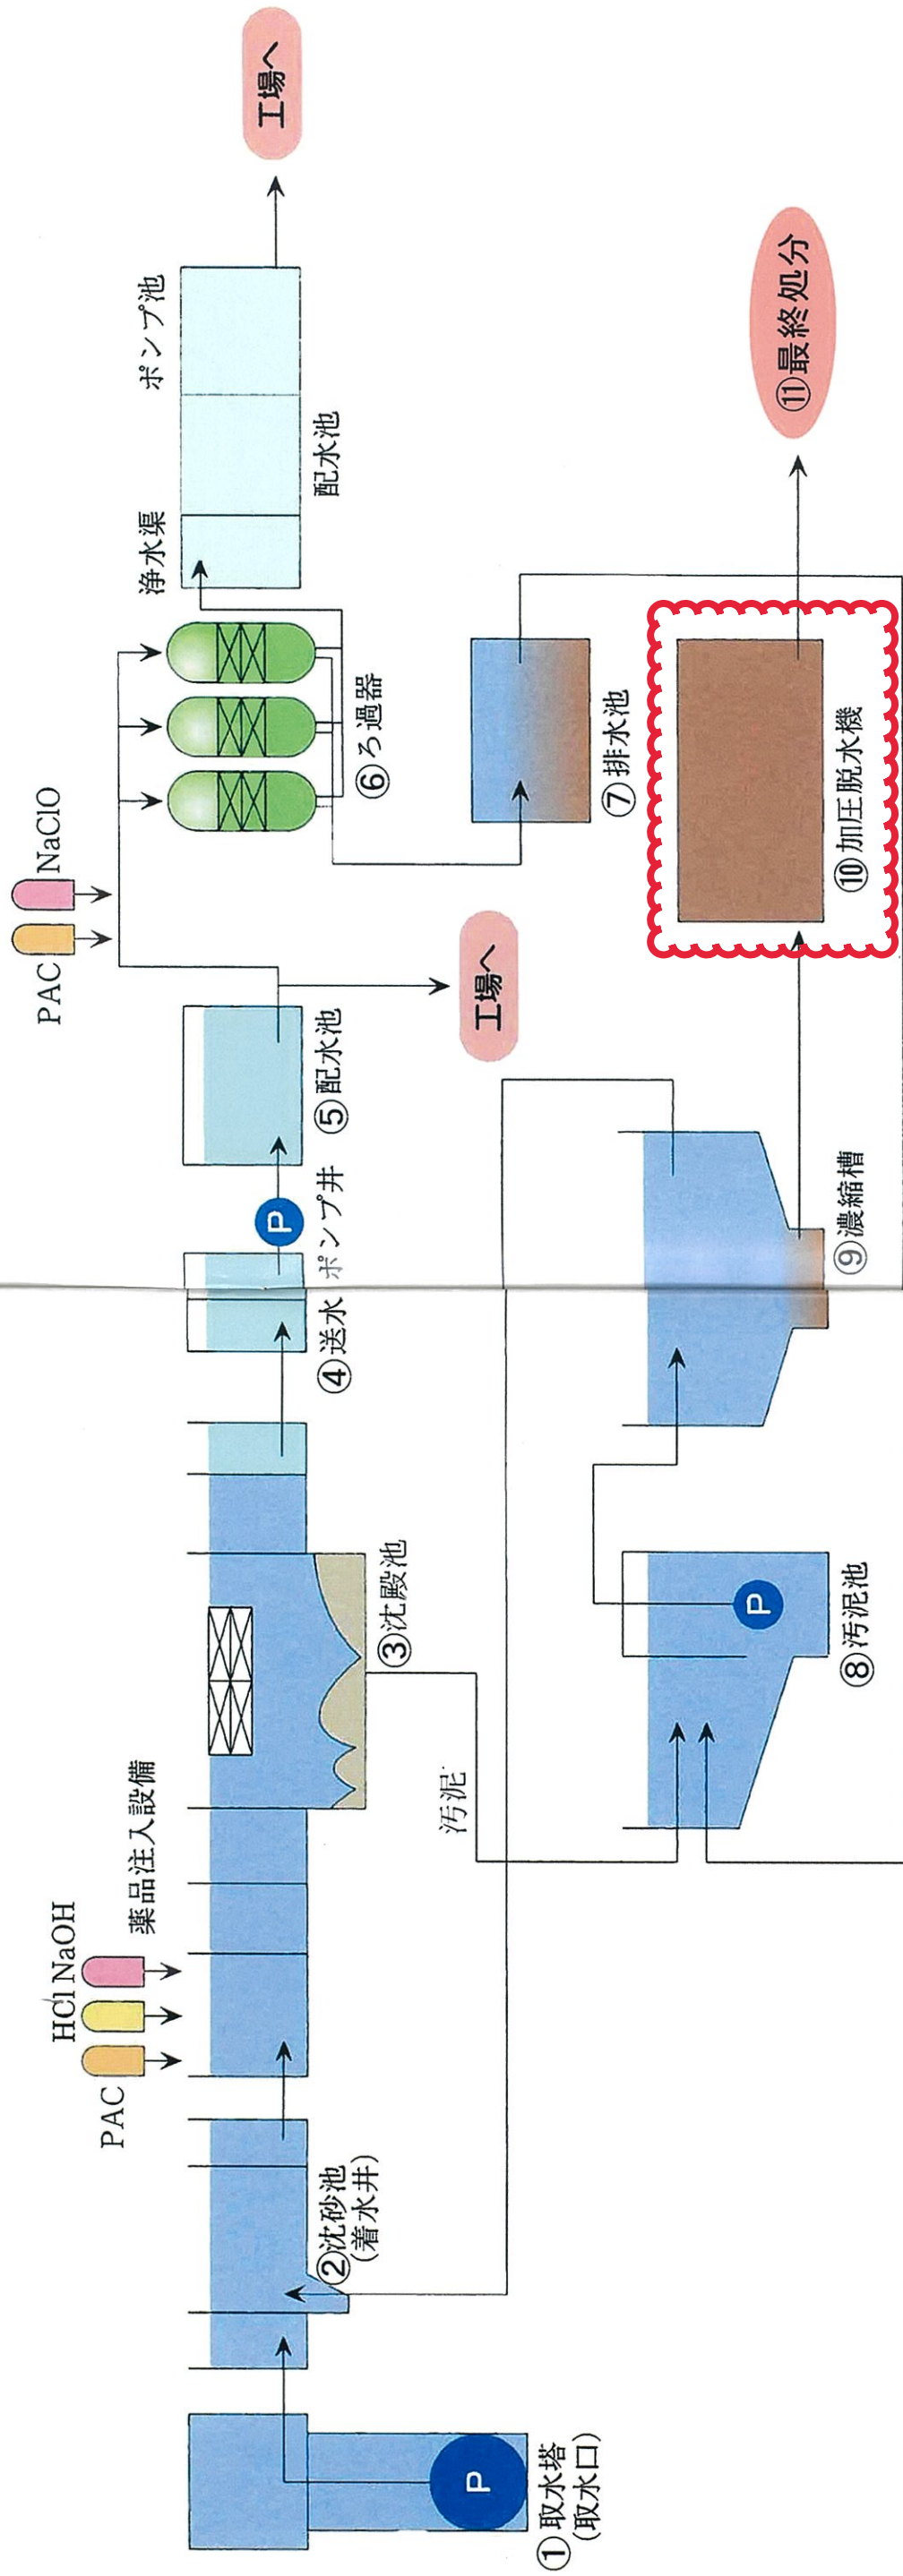 ①取水塔
(取水口)
P
②沈砂池
(着水井)
PAC
HCl
NaOH
薬品注入設備
③沈殿池
汚泥
④送水ポンプ井
P
⑤配水池
工場へ
PAC
NaClO
⑥ろ過器
浄水渠
配水池
ポンプ池
工場へ
⑦排水池
⑧汚泥池
P
⑨濃縮槽
⑩加圧脱水機
⑪最終処分